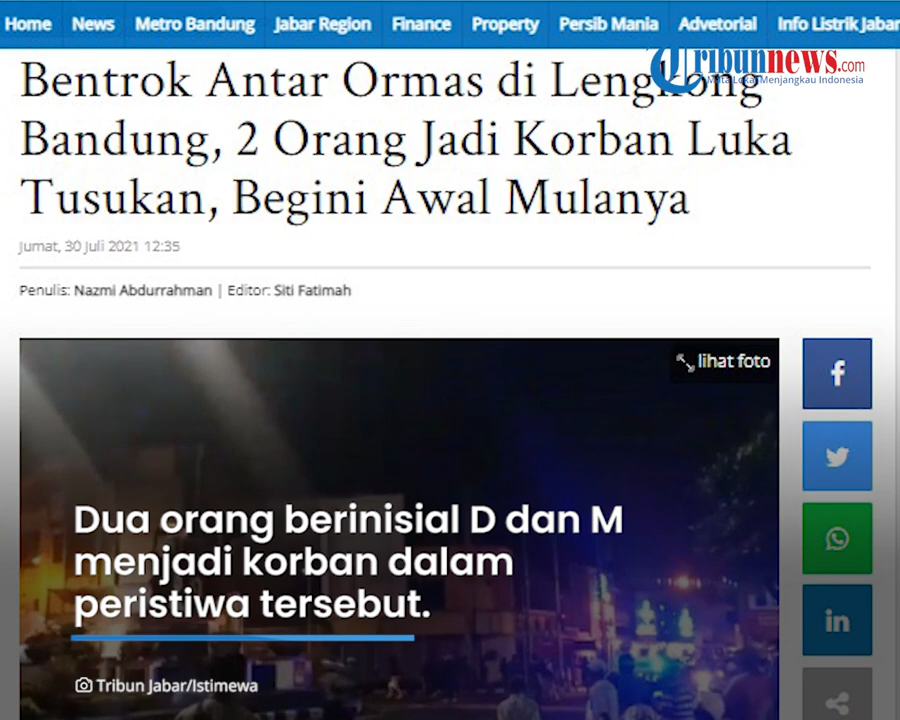 Home News Metro Bandung Jabar Region Finance Property Persib Mania Advetorial Info Listrik Jabar
Tribunnews.com
Mata Lokal Menjangkau Indonesia
Bentrok Antar Ormas di Lengkong
Bandung, 2 Orang Jadi Korban Luka
Tusukan, Begini Awal Mulanya
Jumat, 30 Juli 2021 12:35
Penulis: Nazmi Abdurrahman | Editor: Siti Fatimah
lihat foto
Dua orang berinisial D dan M
menjadi korban dalam
peristiwa tersebut.
Tribun Jabar/Istimewa